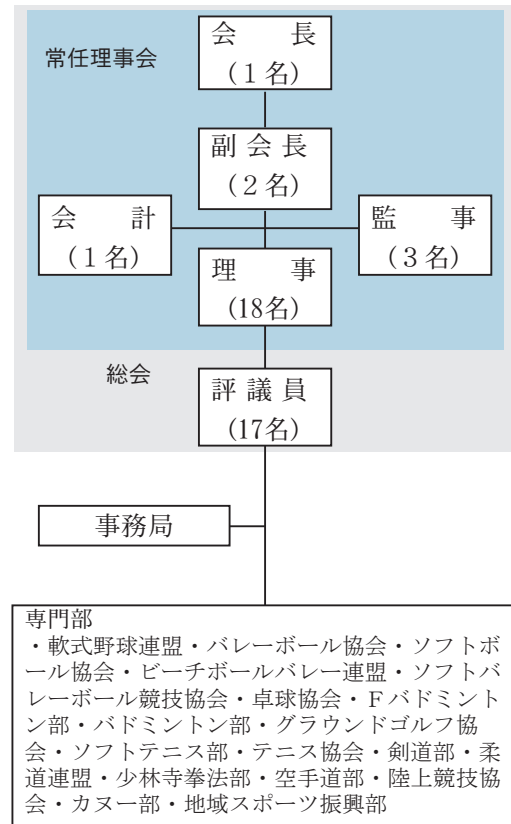 会　長
(１名)
常任理事会
副会長
(２名)
会　計
(１名)
監　事
(３名)
理　事
(18名)
総会
評議員
(17名)
事務局
専門部
・軟式野球連盟・バレーボール協会・ソフトボ
ール協会・ビーチボールバレー連盟・ソフトバ
レーボール競技協会・卓球協会・Ｆバドミント
ン部・バドミントン部・グラウンドゴルフ協
会・ソフトテニス部・テニス協会・剣道部・柔
道連盟・少林寺拳法部・空手道部・陸上競技協
会・カヌー部・地域スポーツ振興部